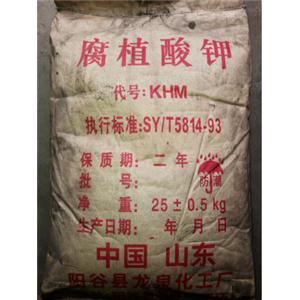 腐植酸钾
代号:KHM
执行标准:SY/T5814-93
保质期:二年
防潮
批号:
净重:25±0.5kg
生产日期: 年 月 日
中国 山东
阳谷县龙泉化工厂